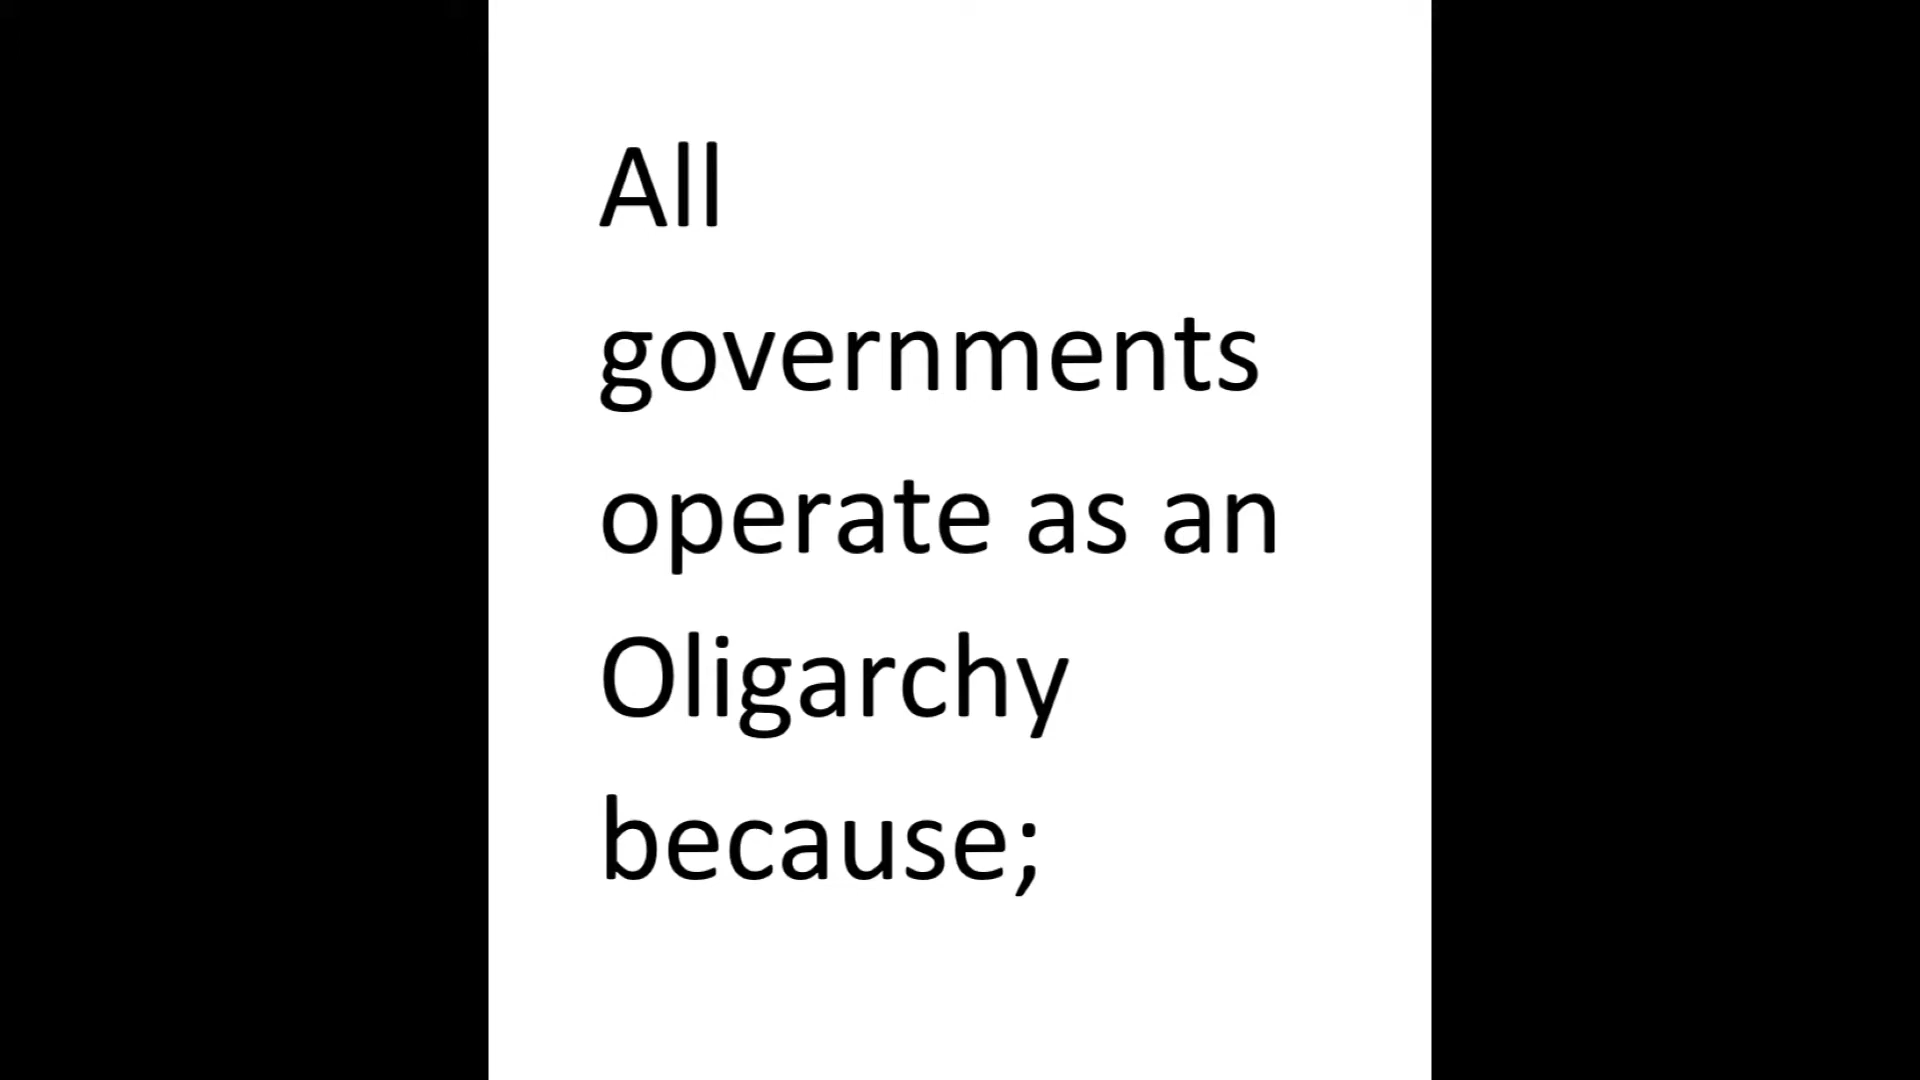 All
governments
operate as an
Oligarchy
because;